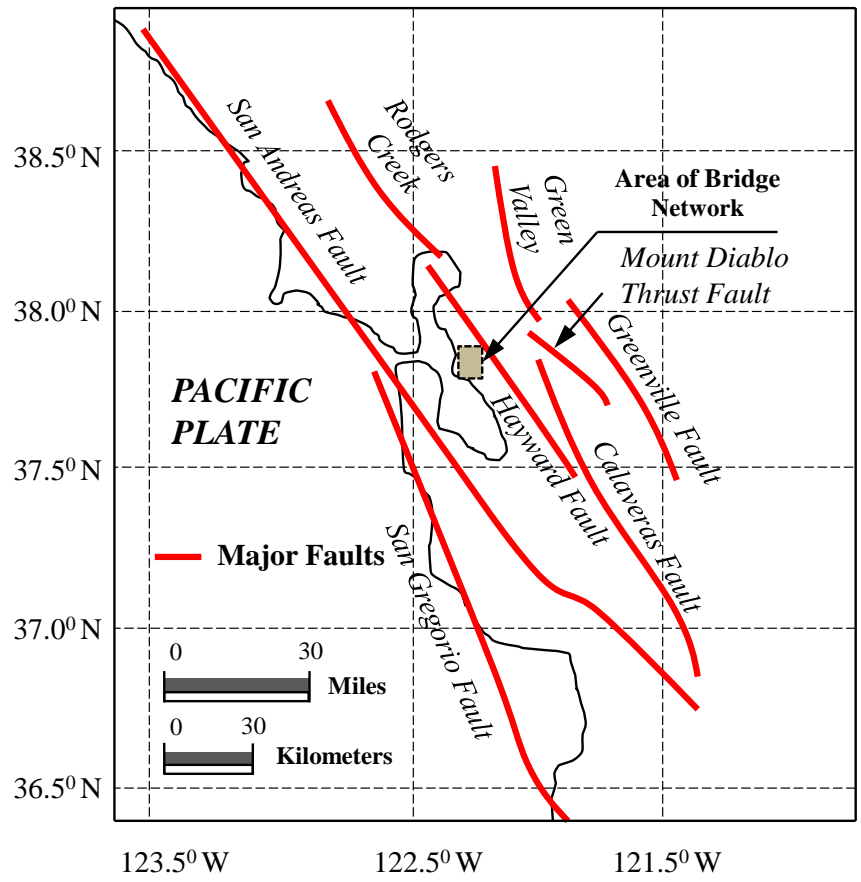 San Andreas Fault
Rodgers
Creek
Green
Valley
Area of Bridge
Network
Mount Diablo
Thrust Fault
38.5⁰ N
38.0⁰ N
37.5⁰ N
37.0⁰ N
36.5⁰ N
PACIFIC
PLATE
Greenville Fault
Hayward Fault
Calaveras Fault
San Gregorio Fault
Major Faults
0 30
Miles
0 30
Kilometers
123.5⁰ W 122.5⁰ W 121.5⁰ W